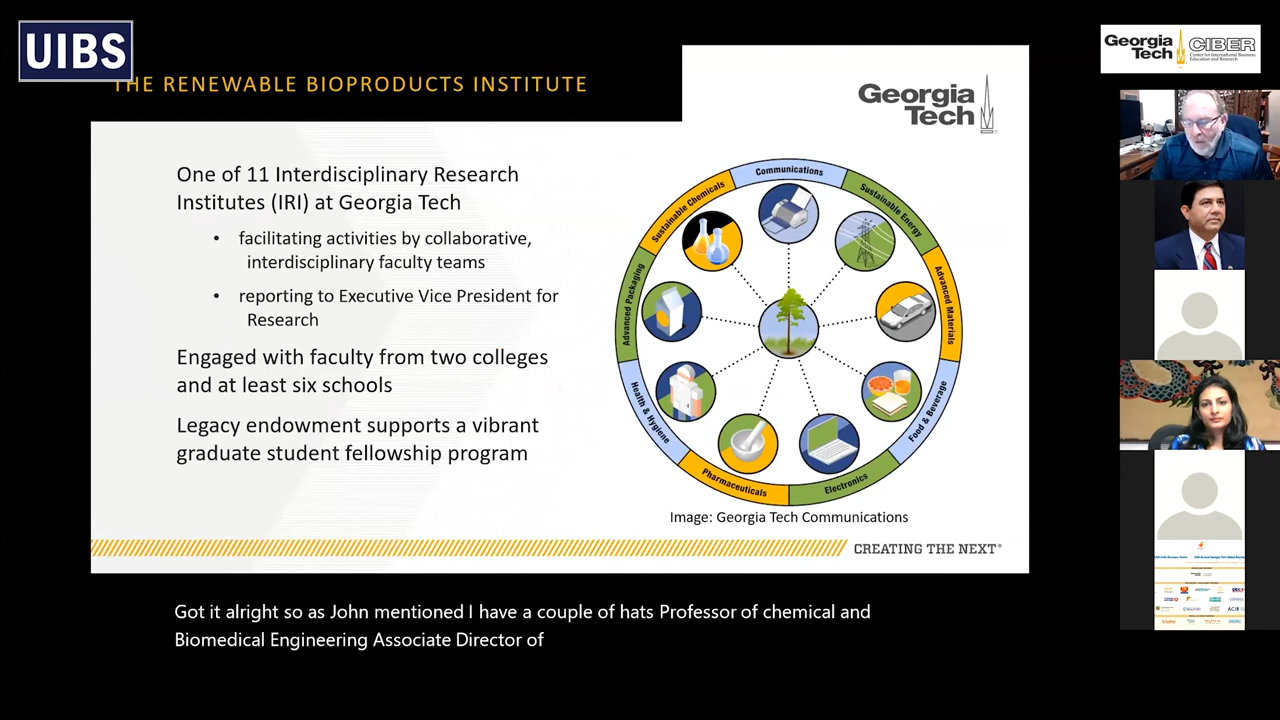 UIBS
THE RENEWABLE BIOPRODUCTS INSTITUTE
Georgia
Tech
Georgia
Tech
CIBER
Center for International Business
Education and Research
One of 11 Interdisciplinary Research
Institutes (IRI) at Georgia Tech
• facilitating activities by collaborative,
interdisciplinary faculty teams
• reporting to Executive Vice President for
Research
Engaged with faculty from two colleges
and at least six schools
Legacy endowment supports a vibrant
graduate student fellowship program
Communications
Sustainable Energy
Advanced Materials
Food & Beverage
Electronics
Pharmaceuticals
Health & Hygiene
Advanced Packaging
Sustainable Chemicals
Image: Georgia Tech Communications
CREATING THE NEXT®
Got it alright so as John mentioned I have a couple of hats Professor of chemical and
Biomedical Engineering Associate Director of